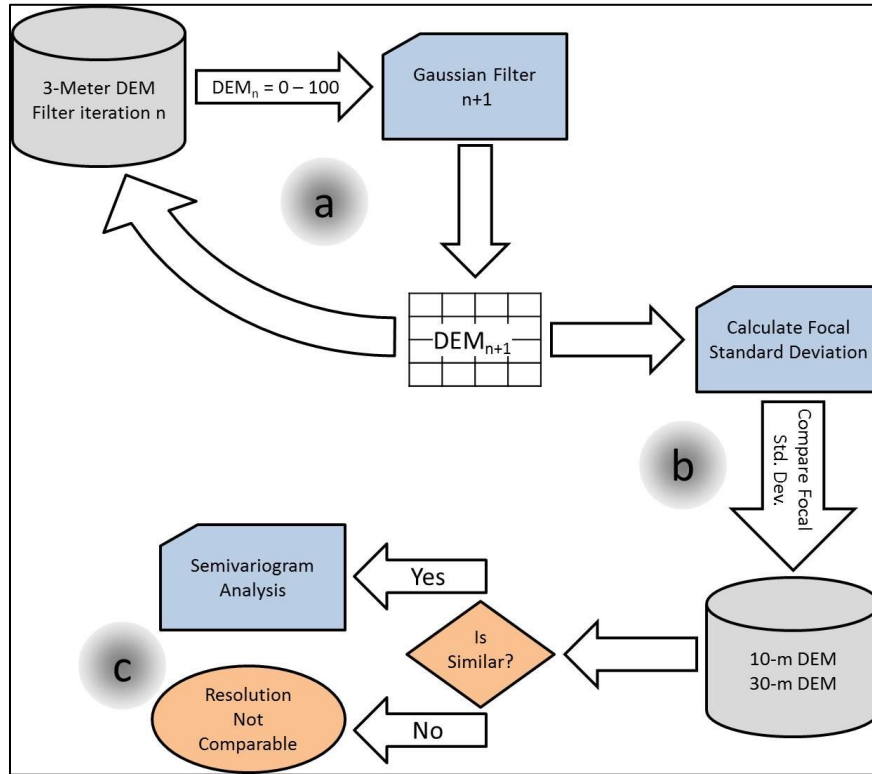 3-Meter DEM
Filter iteration n
DEMn = 0 – 100
Gaussian Filter
n+1
a
DEMn+1
Calculate Focal
Standard Deviation
b
Compare Focal
Std. Dev.
Semivariogram
Analysis
Yes
Is
Similar?
10-m DEM
30-m DEM
c
Resolution
Not
Comparable
No